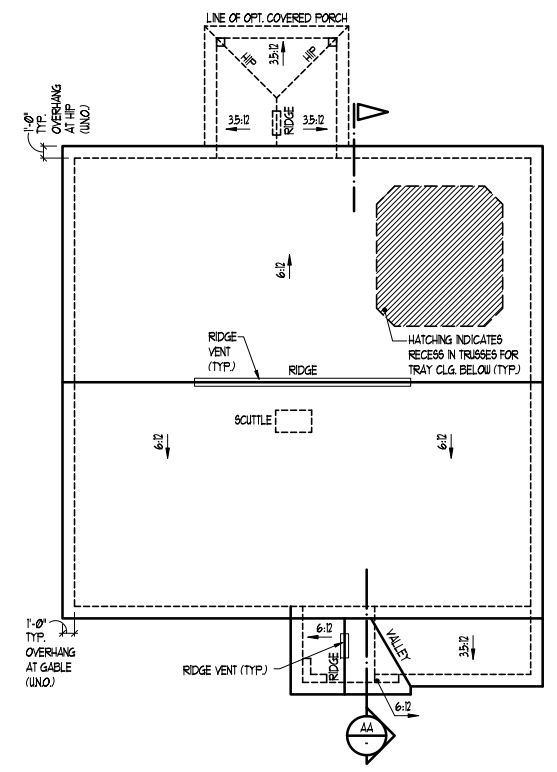 LINE OF OPT. COVERED PORCH
HIP
3.5:12
HIP
3.5:12
RIDGE
3.5:12
1'-0"
TYP.
OVERHANG
AT HIP
(U.N.O.)
6:12
HATCHING INDICATES
RECESS IN TRUSSES FOR
TRAY CLG. BELOW (TYP.)
RIDGE
VENT
(TYP.)
RIDGE
SCUTTLE
6:12
6:12
1'-0"
TYP.
OVERHANG
AT GABLE
(U.N.O.)
6:12
RIDGE
VALLEY
3.5:12
RIDGE VENT (TYP.)
6:12
AA
-